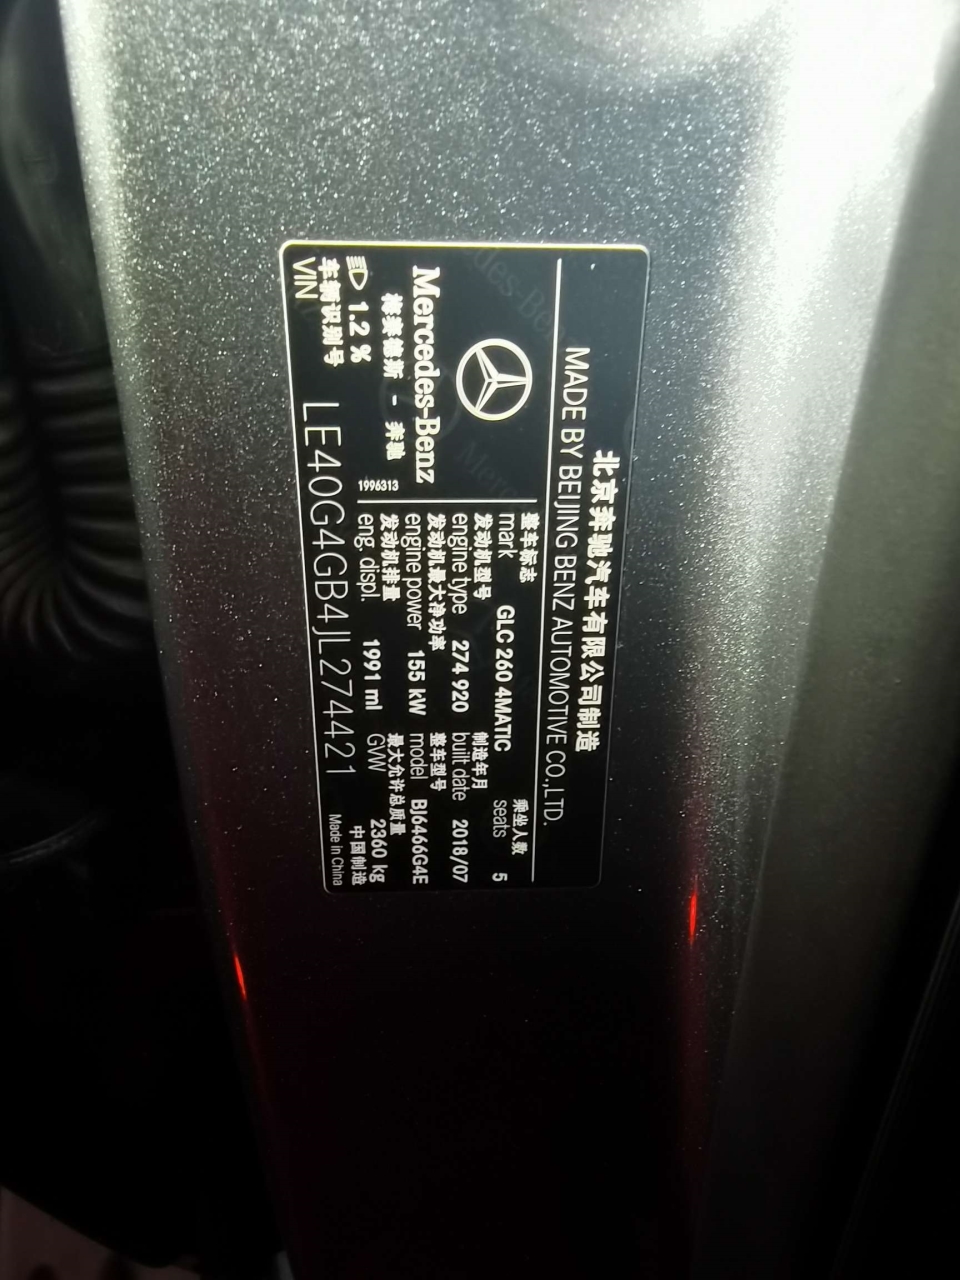 北京奔驰汽车有限公司制造
MADE BY BEIJING BENZ AUTOMOTIVE CO.,LTD.
Mercedes-Benz
梅赛德斯 - 奔驰
1996313
整车标志
mark GLC 260 4MATIC
乘坐人数
seats 5
发动机型号
engine type 274 920
制造年月
built date 2018/07
发动机最大净功率
engine power 155 kW
整车型号
model BJ6466G4E
发动机排量
eng. displ. 1991 ml
最大允许总质量
GVW 2360 kg
1.2 %
车辆识别号
VIN LE40G4GB4JL274421
中国制造
Made in China